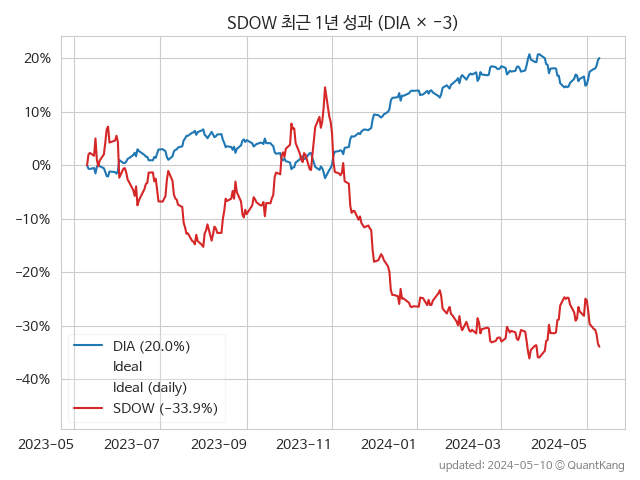 SDOW 최근 1년 성과 (DIA × −3)
20%
10%
0%
−10%
−20%
−30%
−40%
DIA (20.0%)
Ideal
Ideal (daily)
SDOW (−33.9%)
2023-05
2023-07
2023-09
2023-11
2024-01
2024-03
2024-05
updated: 2024-05-10 © QuantKang